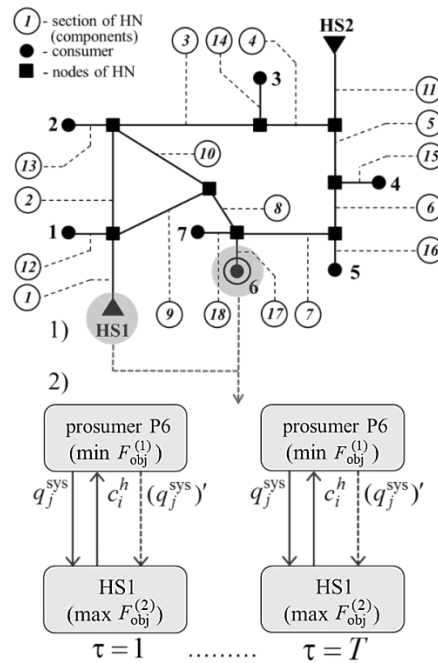 1 - section of HN
(components)
- consumer
- nodes of HN
3
4
14
HS2
3
2
11
13
10
5
15
2
4
8
6
1
7
12
16
6
5
1
9
18
17
7
1)
HS1
2)
prosumer P6
(min F_obj^(1))
prosumer P6
(min F_obj^(1))
q_j^sys c_i^h (q_j^sys)′
q_j^sys c_i^h (q_j^sys)′
HS1
(max F_obj^(2))
HS1
(max F_obj^(2))
τ = 1 ......... τ = T